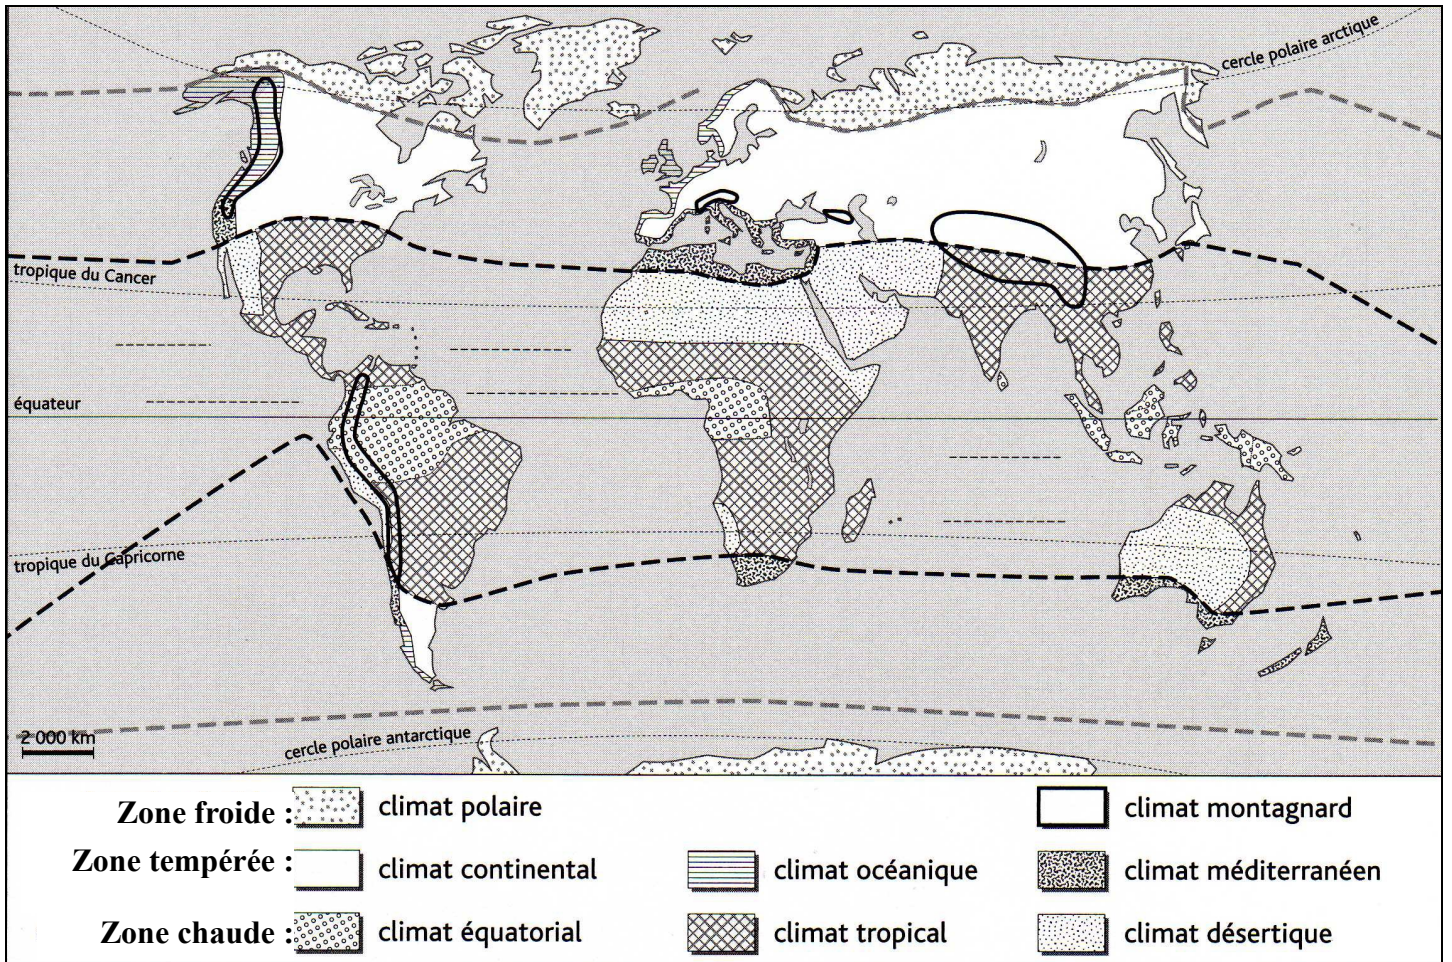 cercle polaire arctique
tropique du Cancer
équateur
tropique du Capricorne
2 000 km
cercle polaire antarctique
Zone froide : climat polaire climat montagnard
Zone tempérée : climat continental climat océanique climat méditerranéen
Zone chaude : climat équatorial climat tropical climat désertique